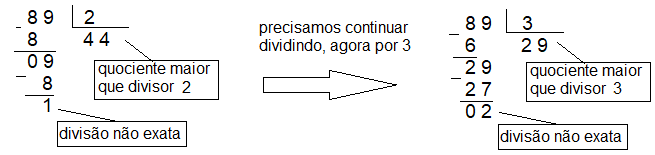 89 2
8 44
09
8
1
quociente maior
que divisor 2
divisão não exata
precisamos continuar
dividindo, agora por 3
89 3
6 29
29
27
02
quociente maior
que divisor 3
divisão não exata